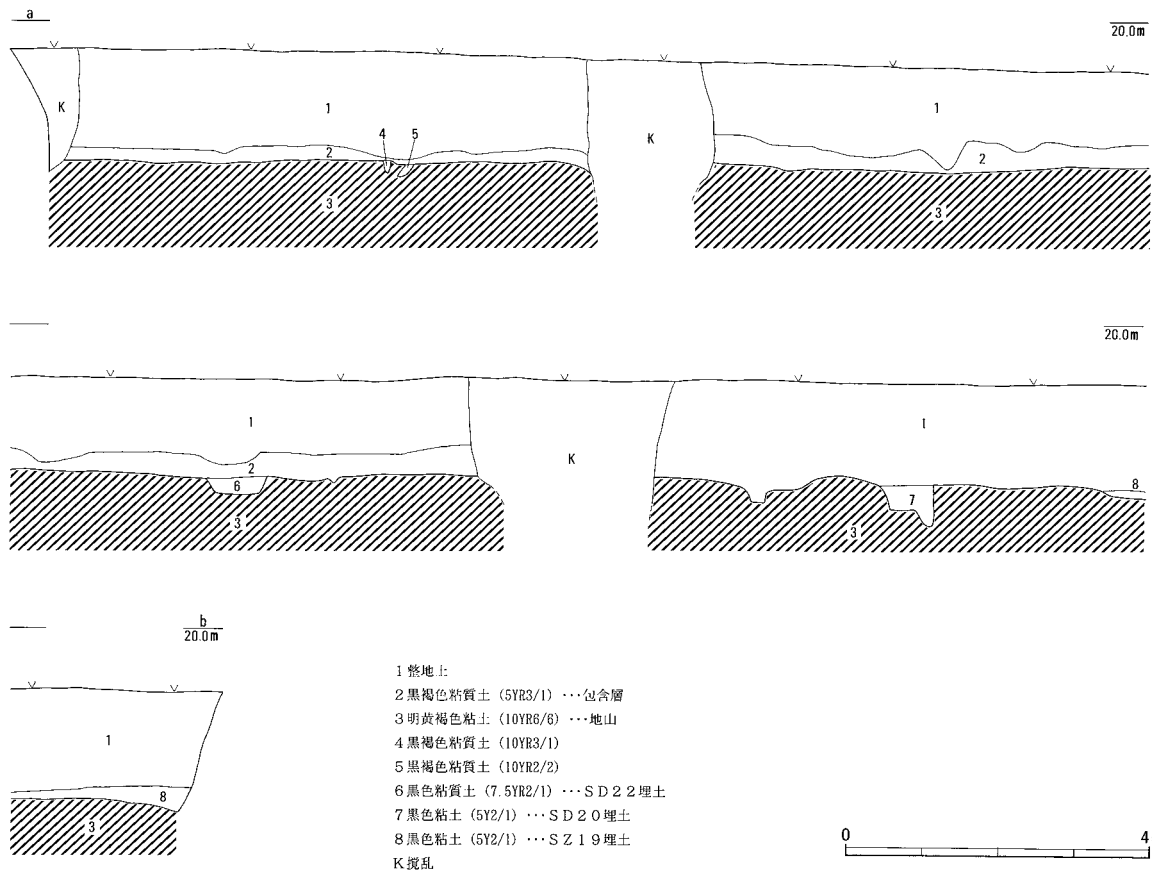 a
20.0m
K
1
K
1
4
5
2
2
3
3
20.0m
1
K
1
2
6
7
8
3
3
b
20.0m
1
8
3
1 整地土
2 黒褐色粘質土 (5YR3/1) ･･･包含層
3 明黄褐色粘土 (10YR6/6) ･･･地山
4 黒褐色粘質土 (10YR3/1)
5 黒褐色粘質土 (10YR2/2)
6 黒色粘質土 (7.5YR2/1) ･･･ＳＤ２２埋土
7 黒色粘土 (5Y2/1) ･･･ＳＤ２０埋土
8 黒色粘土 (5Y2/1) ･･･ＳＺ１９埋土
K 撹乱
0 4